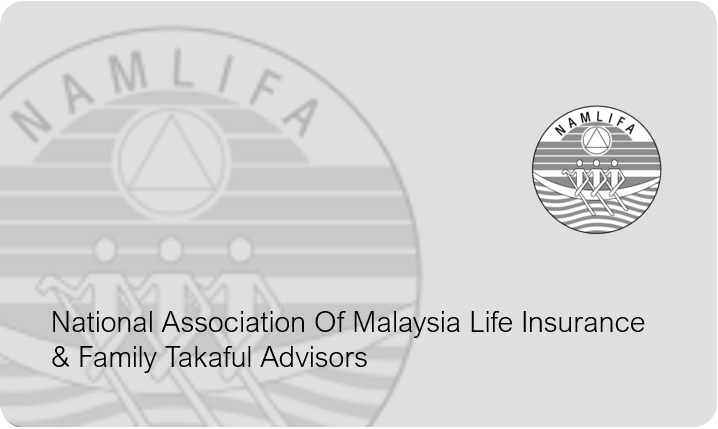 NAMLIFA
NAMLIFA
National Association Of Malaysia Life Insurance
& Family Takaful Advisors